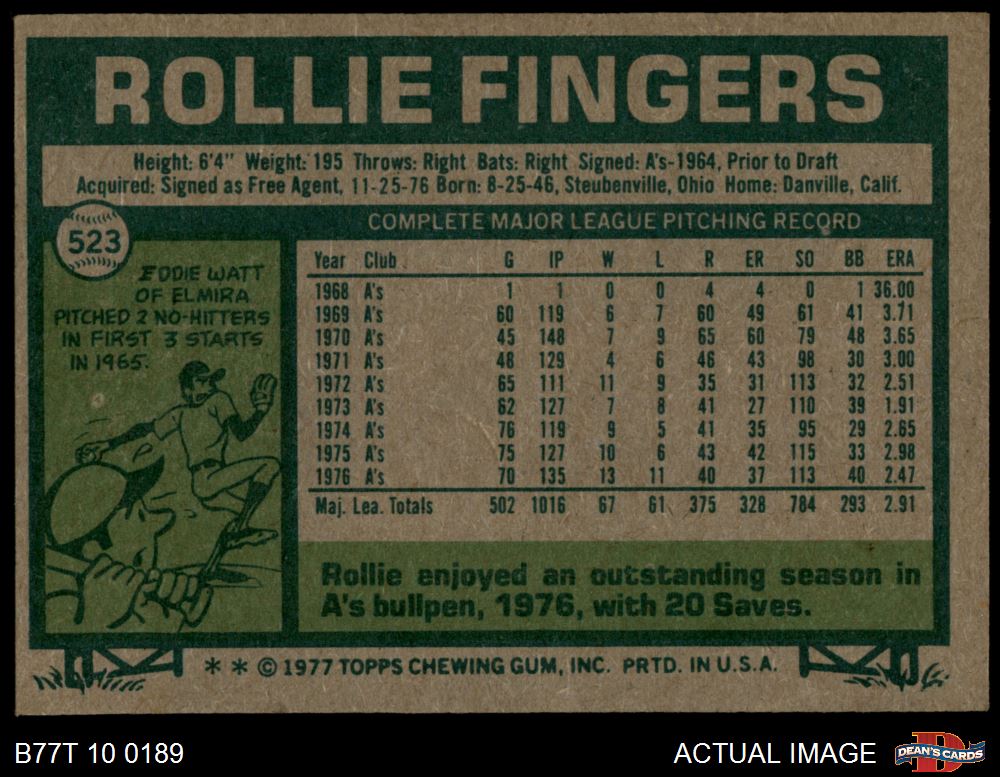 ROLLIE FINGERS
Height: 6'4" Weight: 195 Throws: Right Bats: Right Signed: A's-1964, Prior to Draft
Acquired: Signed as Free Agent, 11-25-76 Born: 8-25-46, Steubenville, Ohio Home: Danville, Calif.
523
EDDIE WATT
OF ELMIRA
PITCHED 2 NO-HITTERS
IN FIRST 3 STARTS
IN 1965.
COMPLETE MAJOR LEAGUE PITCHING RECORD
Year Club G IP W L R ER SO BB ERA
1968 A's 1 1 0 0 4 4 0 1 36.00
1969 A's 60 119 6 7 60 49 61 41 3.71
1970 A's 45 148 7 9 65 60 79 48 3.65
1971 A's 48 129 4 6 46 43 98 30 3.00
1972 A's 65 111 11 9 35 31 113 32 2.51
1973 A's 62 127 7 8 41 27 110 39 1.91
1974 A's 76 119 9 5 41 35 95 29 2.65
1975 A's 75 127 10 6 43 42 115 33 2.98
1976 A's 70 135 13 11 40 37 113 40 2.47
Maj. Lea. Totals 502 1016 67 61 375 328 784 293 2.91
Rollie enjoyed an outstanding season in
A's bullpen, 1976, with 20 Saves.
* * © 1977 TOPPS CHEWING GUM, INC. PRTD. IN U.S.A.
B77T 10 0189
ACTUAL IMAGE
D
DEAN'S CARDS